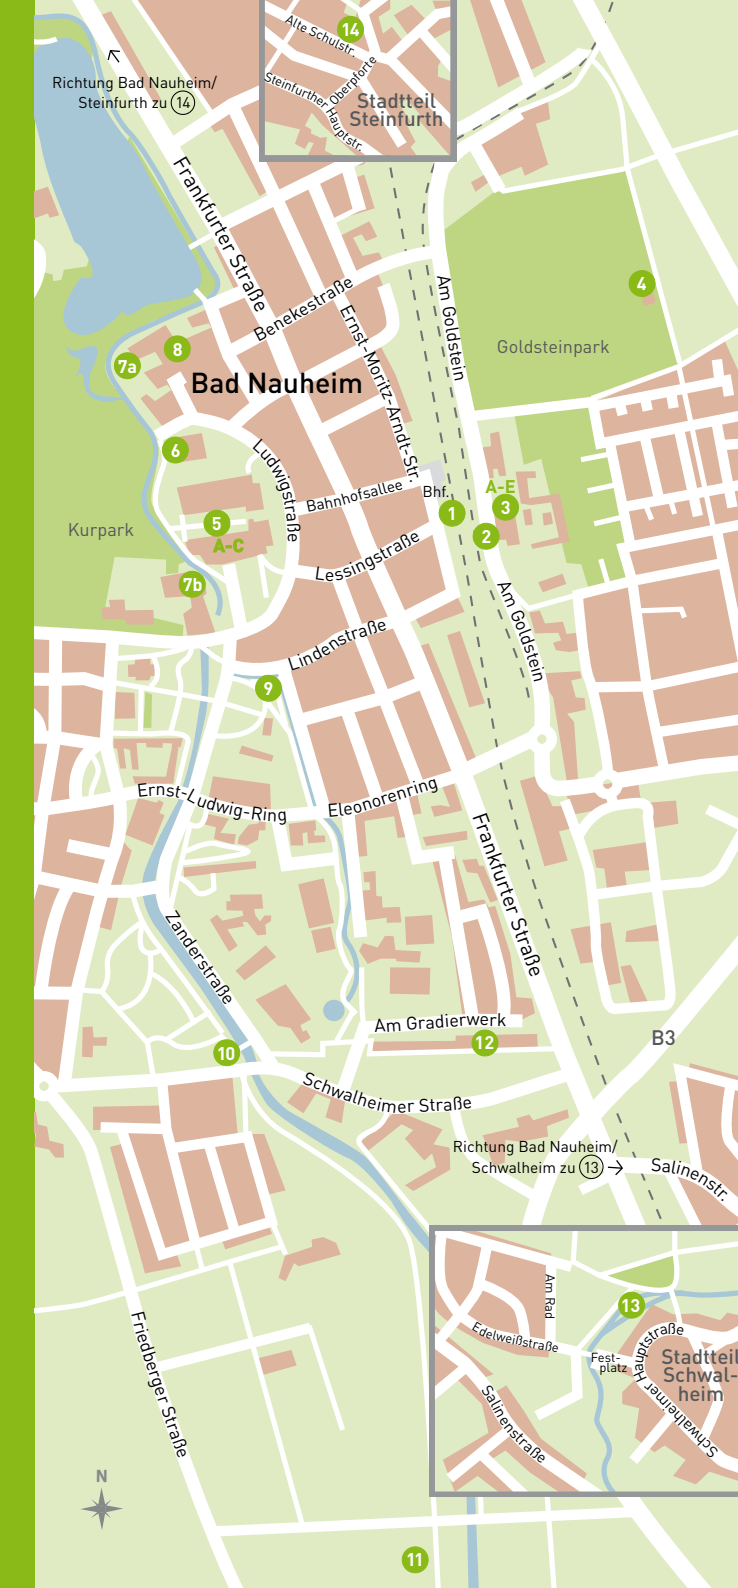 14
Alte Schulstr.
Oberpforte
Steinfurther Hauptstr.
Stadtteil
Steinfurth
Richtung Bad Nauheim/
Steinfurth zu 14
Frankfurter Straße
Benekestraße
Ernst-Moritz-Arndt-Str.
Am Goldstein
4
Goldsteinpark
8
7a
Bad Nauheim
6
Ludwigstraße
Bahnhofsallee
Bhf.
A-E
3
1
2
Kurpark
5
A-C
7b
Lessingstraße
Am Goldstein
Lindenstraße
9
Ernst-Ludwig-Ring
Eleonorenring
Frankfurter Straße
Zanderstraße
Am Gradierwerk
12
B3
10
Schwalheimer Straße
Richtung Bad Nauheim/
Schwalheim zu 13
Salinenstr.
Friedberger Straße
Am Rad
13
Edelweißstraße
Fest-
platz
Schwalheimer Hauptstraße
Stadtteil
Schwal-
heim
Salinenstraße
N
11